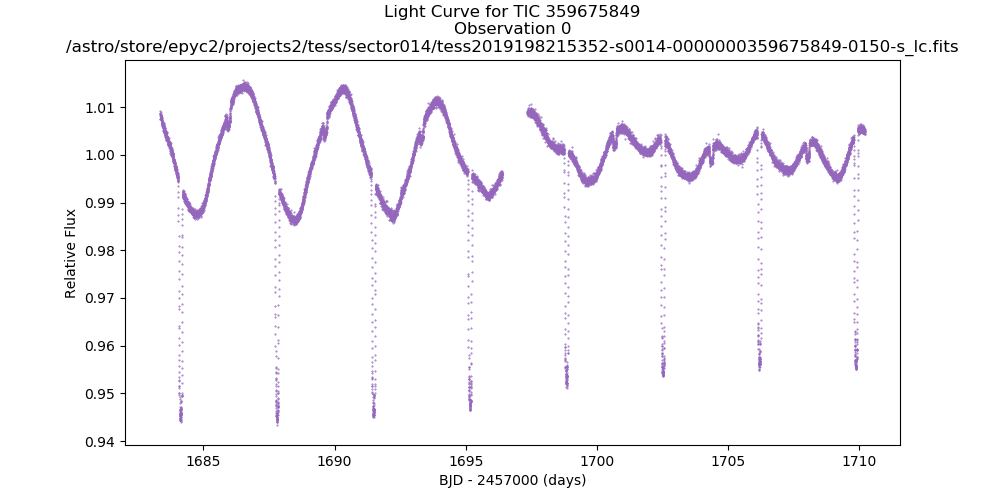 Light Curve for TIC 359675849
Observation 0
/astro/store/epyc2/projects2/tess/sector014/tess2019198215352-s0014-0000000359675849-0150-s_lc.fits
1.01
1.00
0.99
0.98
0.97
0.96
0.95
0.94
Relative Flux
1685
1690
1695
1700
1705
1710
BJD - 2457000 (days)